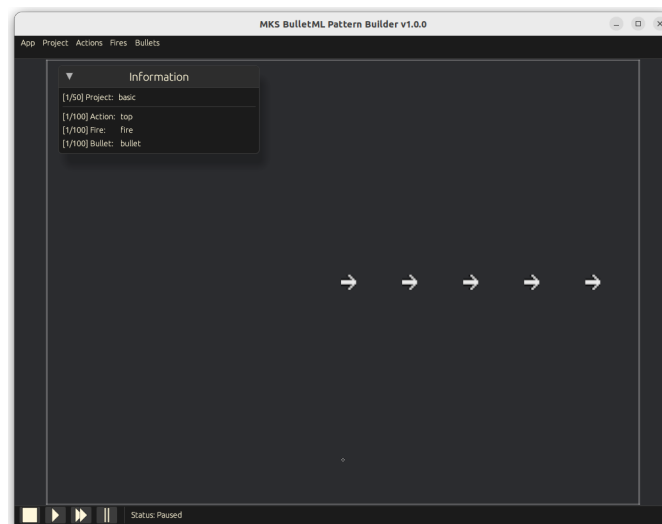 MKS BulletML Pattern Builder v1.0.0
App Project Actions Fires Bullets
Information
[1/50] Project: basic
[1/100] Action: top
[1/100] Fire: fire
[1/100] Bullet: bullet
Status: Paused